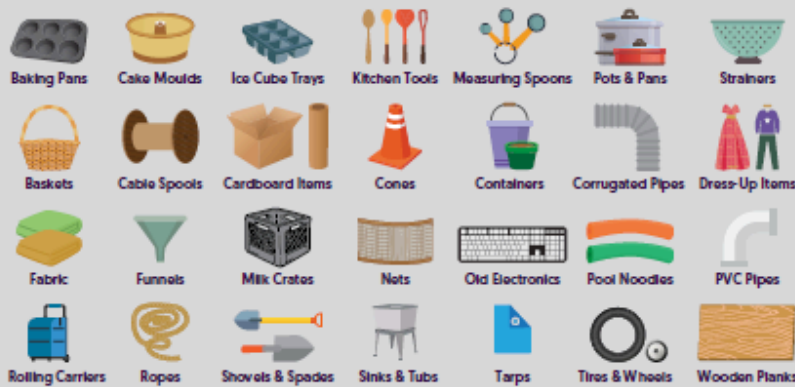 Baking Pans
Cake Moulds
Ice Cube Trays
Kitchen Tools
Measuring Spoons
Pots & Pans
Strainers
Baskets
Cable Spools
Cardboard Items
Cones
Containers
Corrugated Pipes
Dress-Up Items
Fabric
Funnels
Milk Crates
Nets
Old Electronics
Pool Noodles
PVC Pipes
Rolling Carriers
Ropes
Shovels & Spades
Sinks & Tubs
Tarps
Tires & Wheels
Wooden Planks